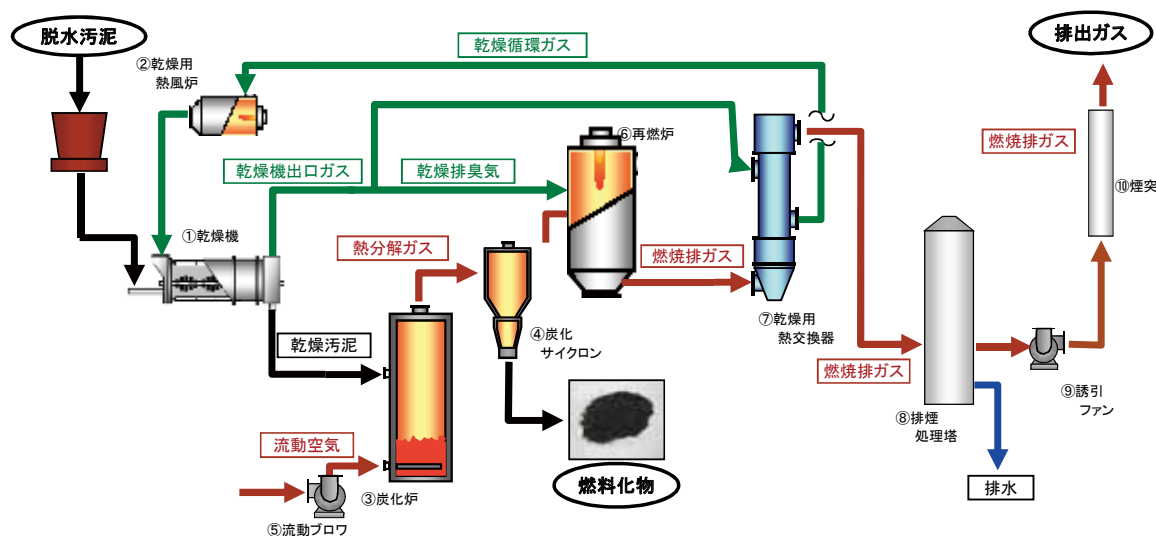 脱水汚泥
②乾燥用
熱風炉
乾燥循環ガス
排出ガス
⑥再燃炉
燃焼排ガス
乾燥機出口ガス
乾燥排臭気
⑩煙突
①乾燥機
熱分解ガス
燃焼排ガス
⑦乾燥用
熱交換器
④炭化
サイクロン
乾燥汚泥
燃焼排ガス
⑨誘引
ファン
⑧排煙
処理塔
流動空気
燃料化物
排水
③炭化炉
⑤流動ブロワ